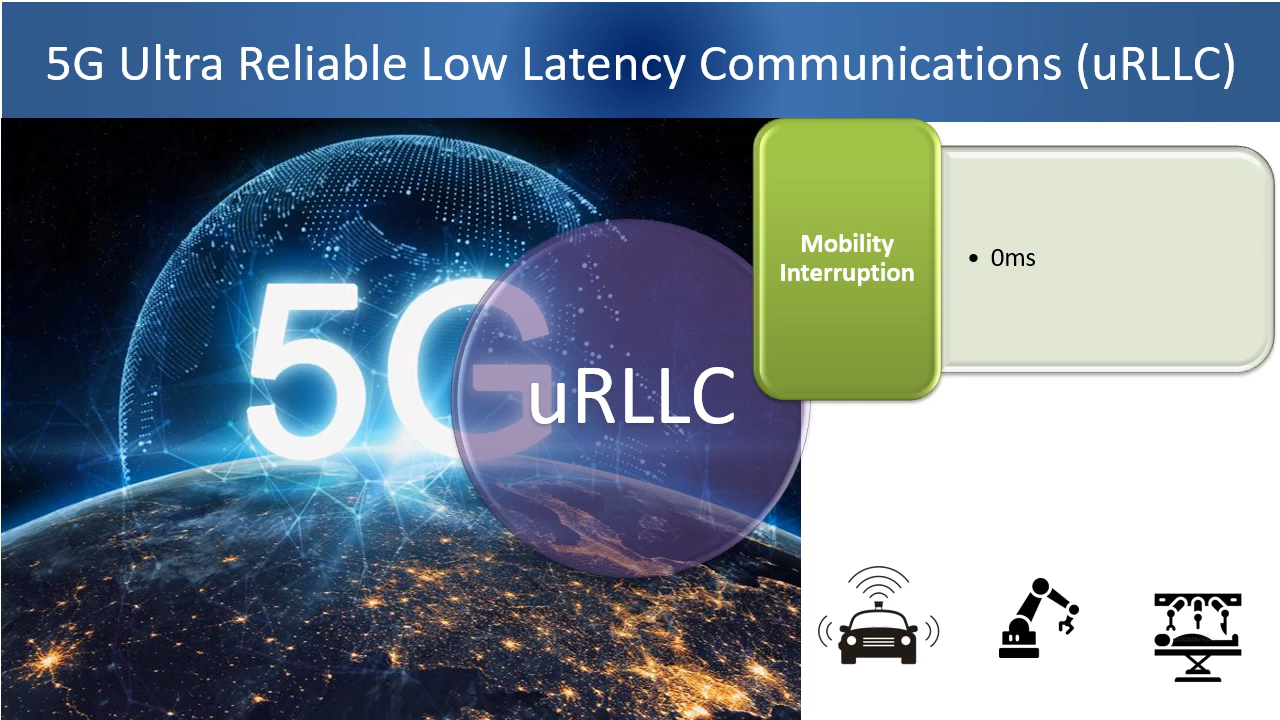 5G Ultra Reliable Low Latency Communications (uRLLC)
5G
uRLLC
Mobility
Interruption
• 0ms